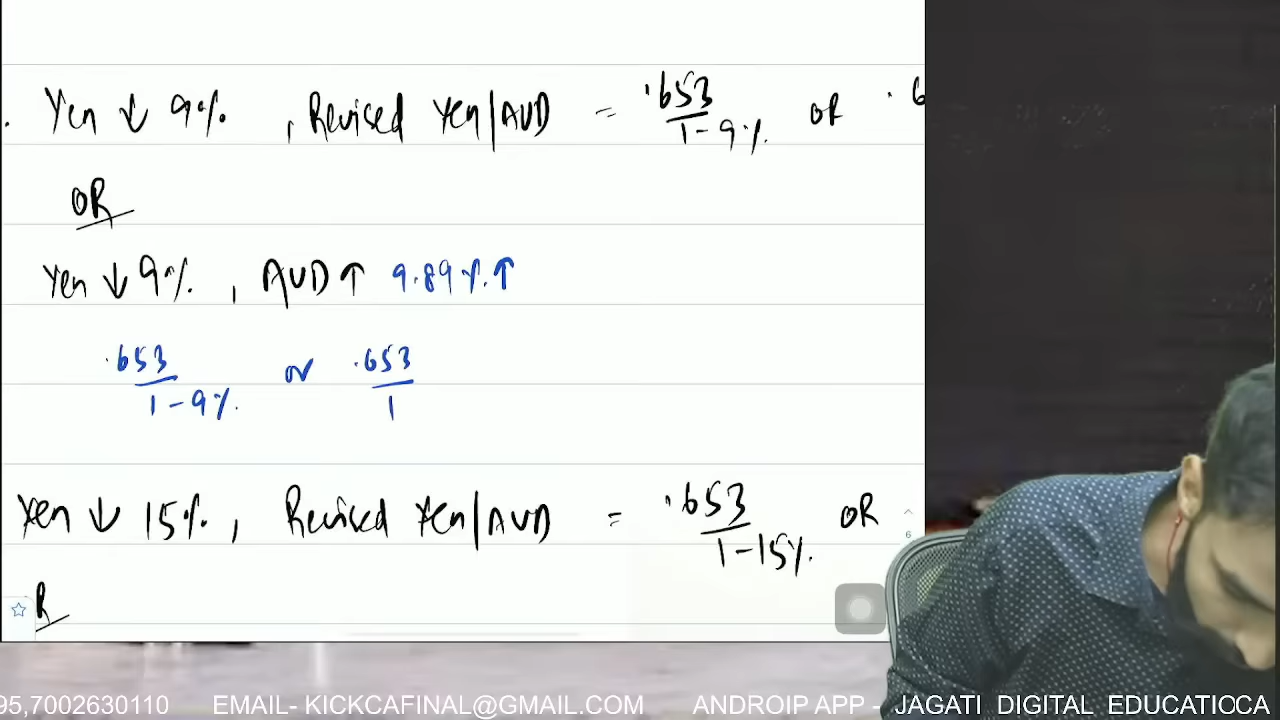 . Yen ↓ 9% , Revised Yen/AUD = .653 / 1 - 9% OR . 6
OR
Yen ↓ 9% , AUD ↑ 9.89% ↑
.653 / 1 - 9% or .653 / 1
Yen ↓ 15% , Revised Yen/AUD = .653 / 1 - 15% OR
6
R
95,7002630110 EMAIL- KICKCAFINAL@GMAIL.COM ANDROIP APP - JAGATI DIGITAL EDUCATIOCA